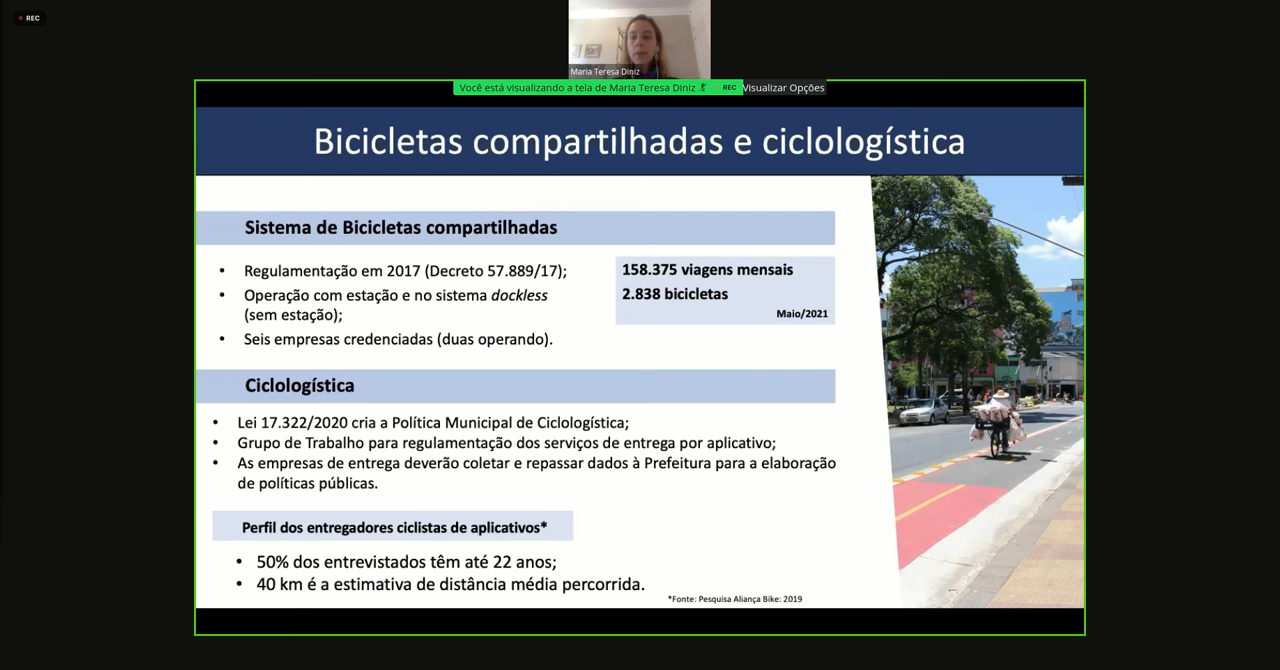 REC
Maria Teresa Diniz
Você está visualizando a tela de Maria Teresa Diniz REC Visualizar Opções
Bicicletas compartilhadas e ciclologística
Sistema de Bicicletas compartilhadas
• Regulamentação em 2017 (Decreto 57.889/17);
• Operação com estação e no sistema dockless
(sem estação);
• Seis empresas credenciadas (duas operando).
158.375 viagens mensais
2.838 bicicletas
Maio/2021
Ciclologística
• Lei 17.322/2020 cria a Política Municipal de Ciclologística;
• Grupo de Trabalho para regulamentação dos serviços de entrega por aplicativo;
• As empresas de entrega deverão coletar e repassar dados à Prefeitura para a elaboração
de políticas públicas.
Perfil dos entregadores ciclistas de aplicativos*
• 50% dos entrevistados têm até 22 anos;
• 40 km é a estimativa de distância média percorrida.
*Fonte: Pesquisa Aliança Bike: 2019